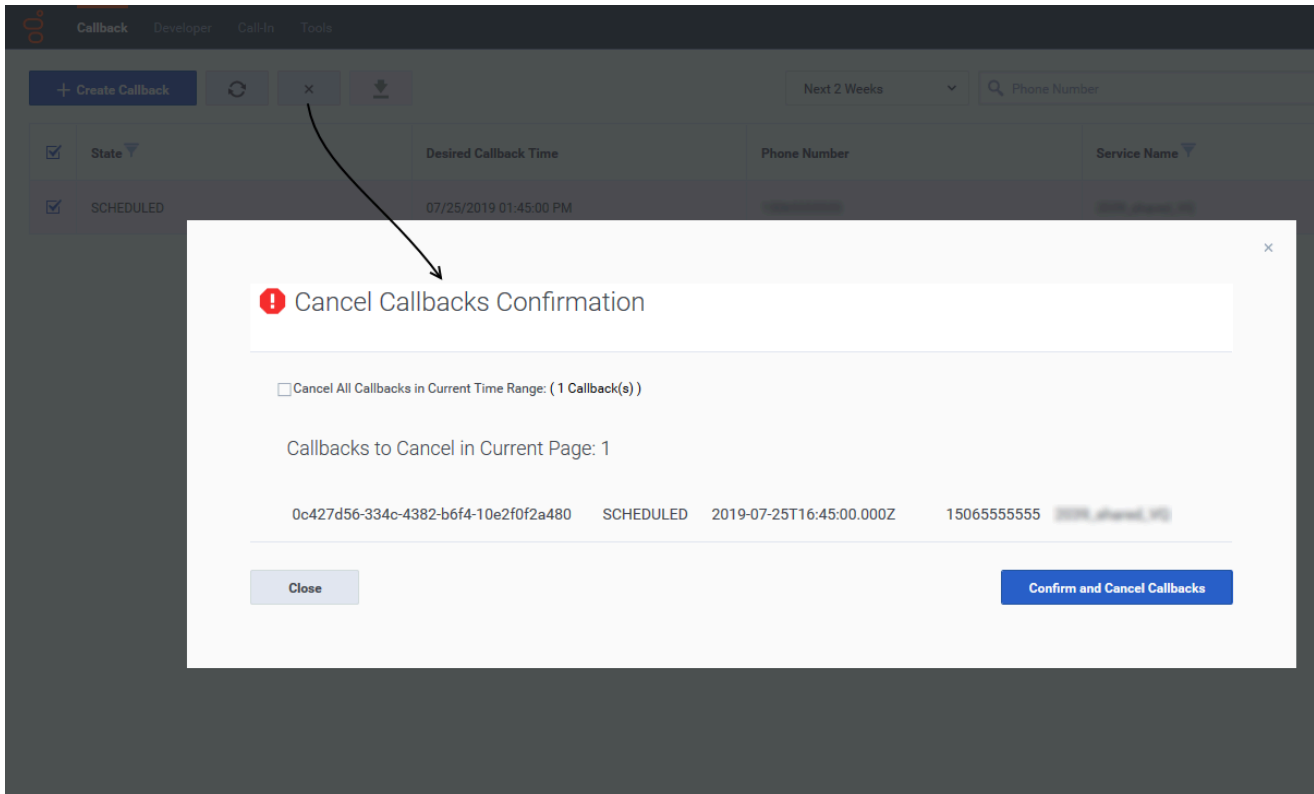 Callback Developer Call-In Tools
+ Create Callback
Next 2 Weeks
Phone Number
State Desired Callback Time Phone Number Service Name
SCHEDULED 07/25/2019 01:45:00 PM
Cancel Callbacks Confirmation
Cancel All Callbacks in Current Time Range: ( 1 Callback(s) )
Callbacks to Cancel in Current Page: 1
0c427d56-334c-4382-b6f4-10e2f0f2a480 SCHEDULED 2019-07-25T16:45:00.000Z 15065555555
Close Confirm and Cancel Callbacks